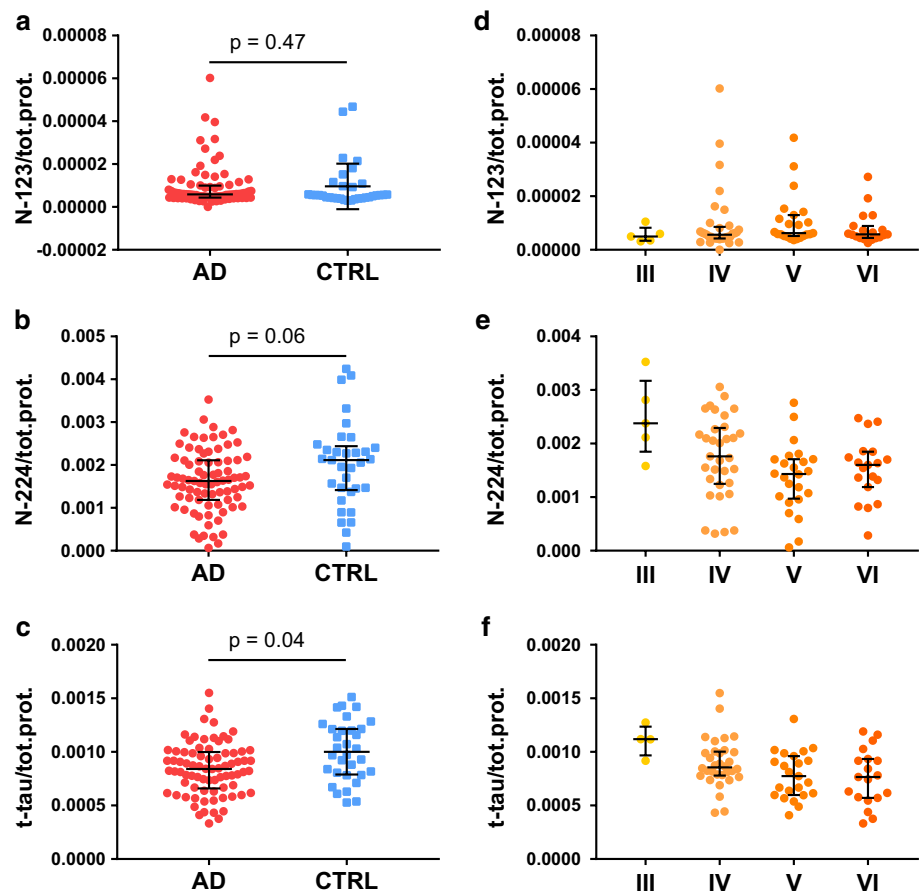 a
p = 0.47
N-123/tot.prot.
0.00008
0.00006
0.00004
0.00002
0.00000
-0.00002
AD
CTRL
d
N-123/tot.prot.
0.00008
0.00006
0.00004
0.00002
0.00000
III
IV
V
VI
b
p = 0.06
N-224/tot.prot.
0.005
0.004
0.003
0.002
0.001
0.000
AD
CTRL
e
N-224/tot.prot.
0.004
0.003
0.002
0.001
0.000
III
IV
V
VI
c
p = 0.04
t-tau/tot.prot.
0.0020
0.0015
0.0010
0.0005
0.0000
AD
CTRL
f
t-tau/tot.prot.
0.0020
0.0015
0.0010
0.0005
0.0000
III
IV
V
VI